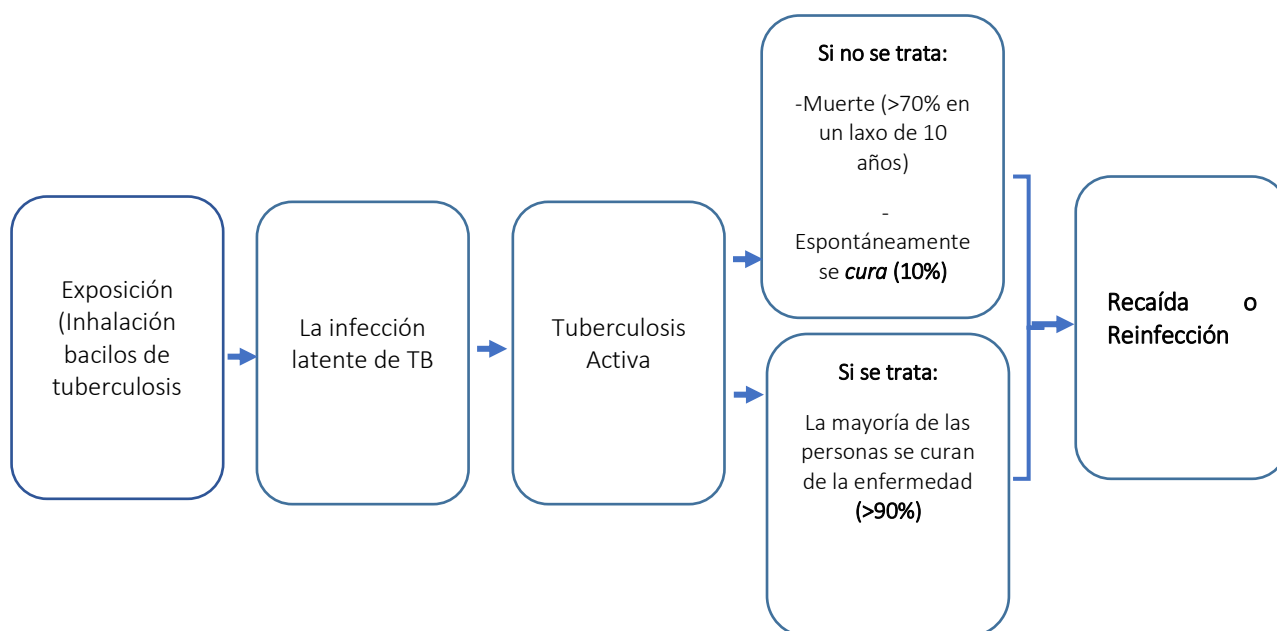 Exposición
(Inhalación
bacilos de
tuberculosis
La infección
latente de TB
Tuberculosis
Activa
Si no se trata:
-Muerte (>70% en
un laxo de 10
años)
-
Espontáneamente
se cura (10%)
Si se trata:
La mayoría de las
personas se curan
de la enfermedad
(>90%)
Recaída o
Reinfección